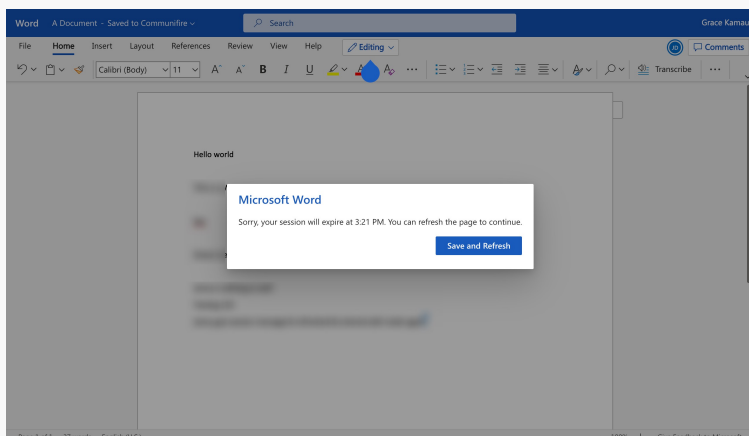 Word A Document - Saved to Communifire Search Grace Kamau
File Home Insert Layout References Review View Help Editing JD Comments
Calibri (Body) 11 A A B I U A A Transcribe
Hello world
Microsoft Word
Sorry, your session will expire at 3:21 PM. You can refresh the page to continue.
Save and Refresh